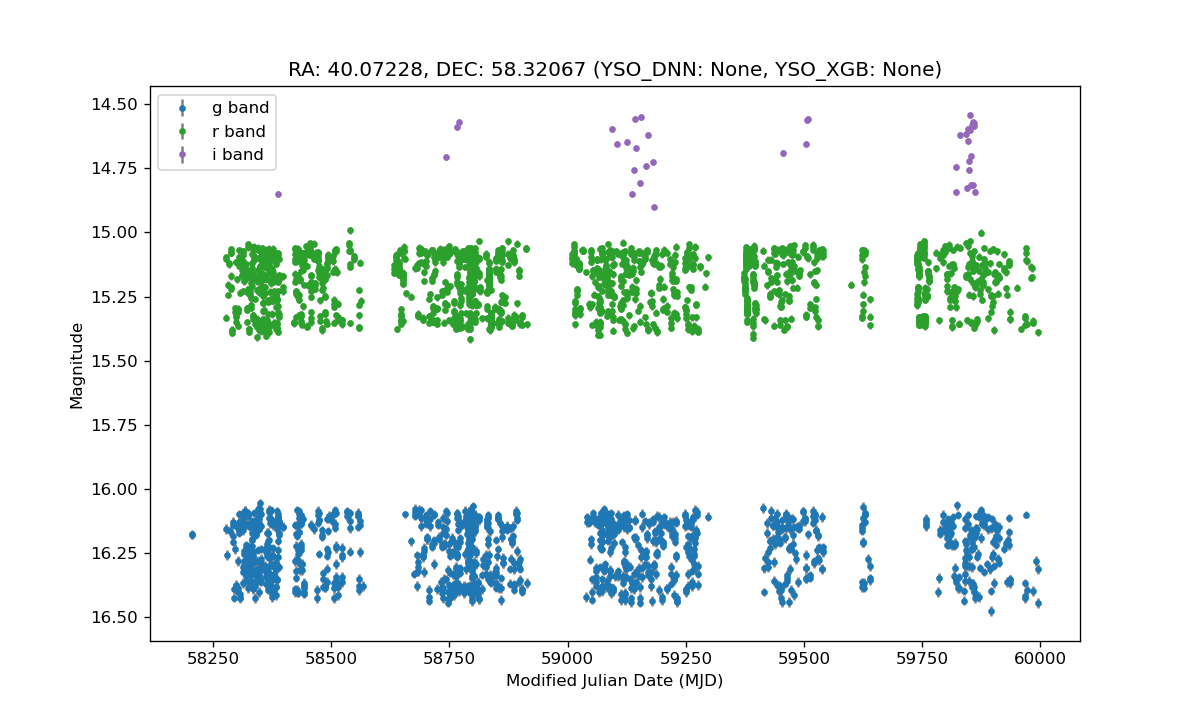 RA: 40.07228, DEC: 58.32067 (YSO_DNN: None, YSO_XGB: None)
g band
r band
i band
14.50
14.75
15.00
15.25
15.50
15.75
16.00
16.25
16.50
Magnitude
58250 58500 58750 59000 59250 59500 59750 60000
Modified Julian Date (MJD)